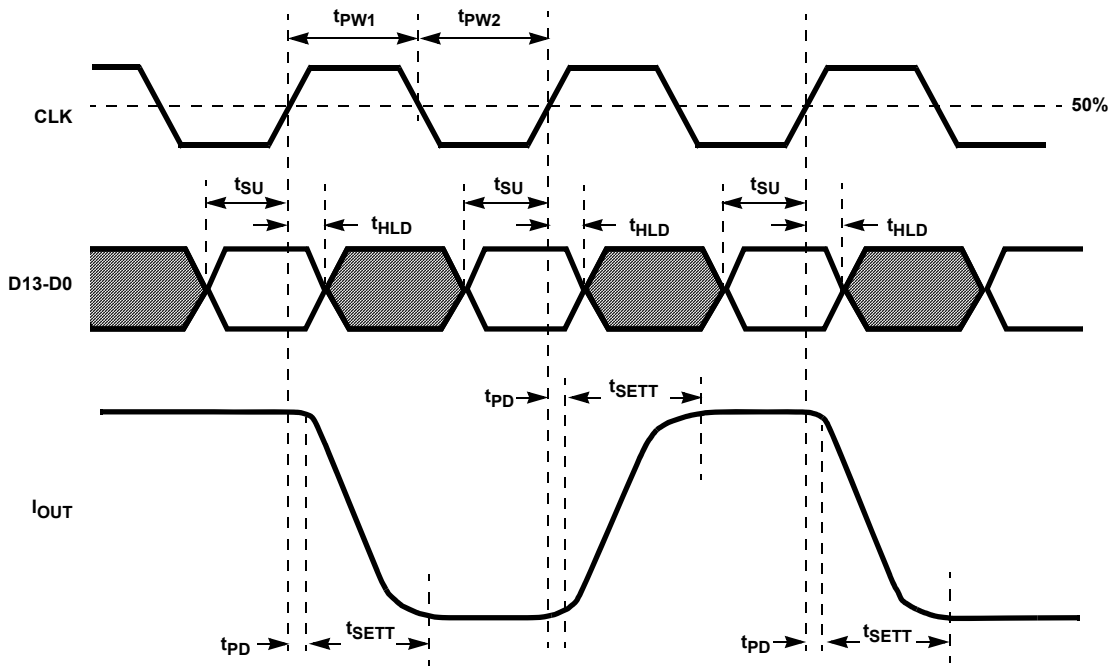 tPW1 tPW2
CLK
50%
tSU tSU tSU
tHLD tHLD tHLD
D13-D0
tPD tSETT
IOUT
tPD tSETT tPD tSETT